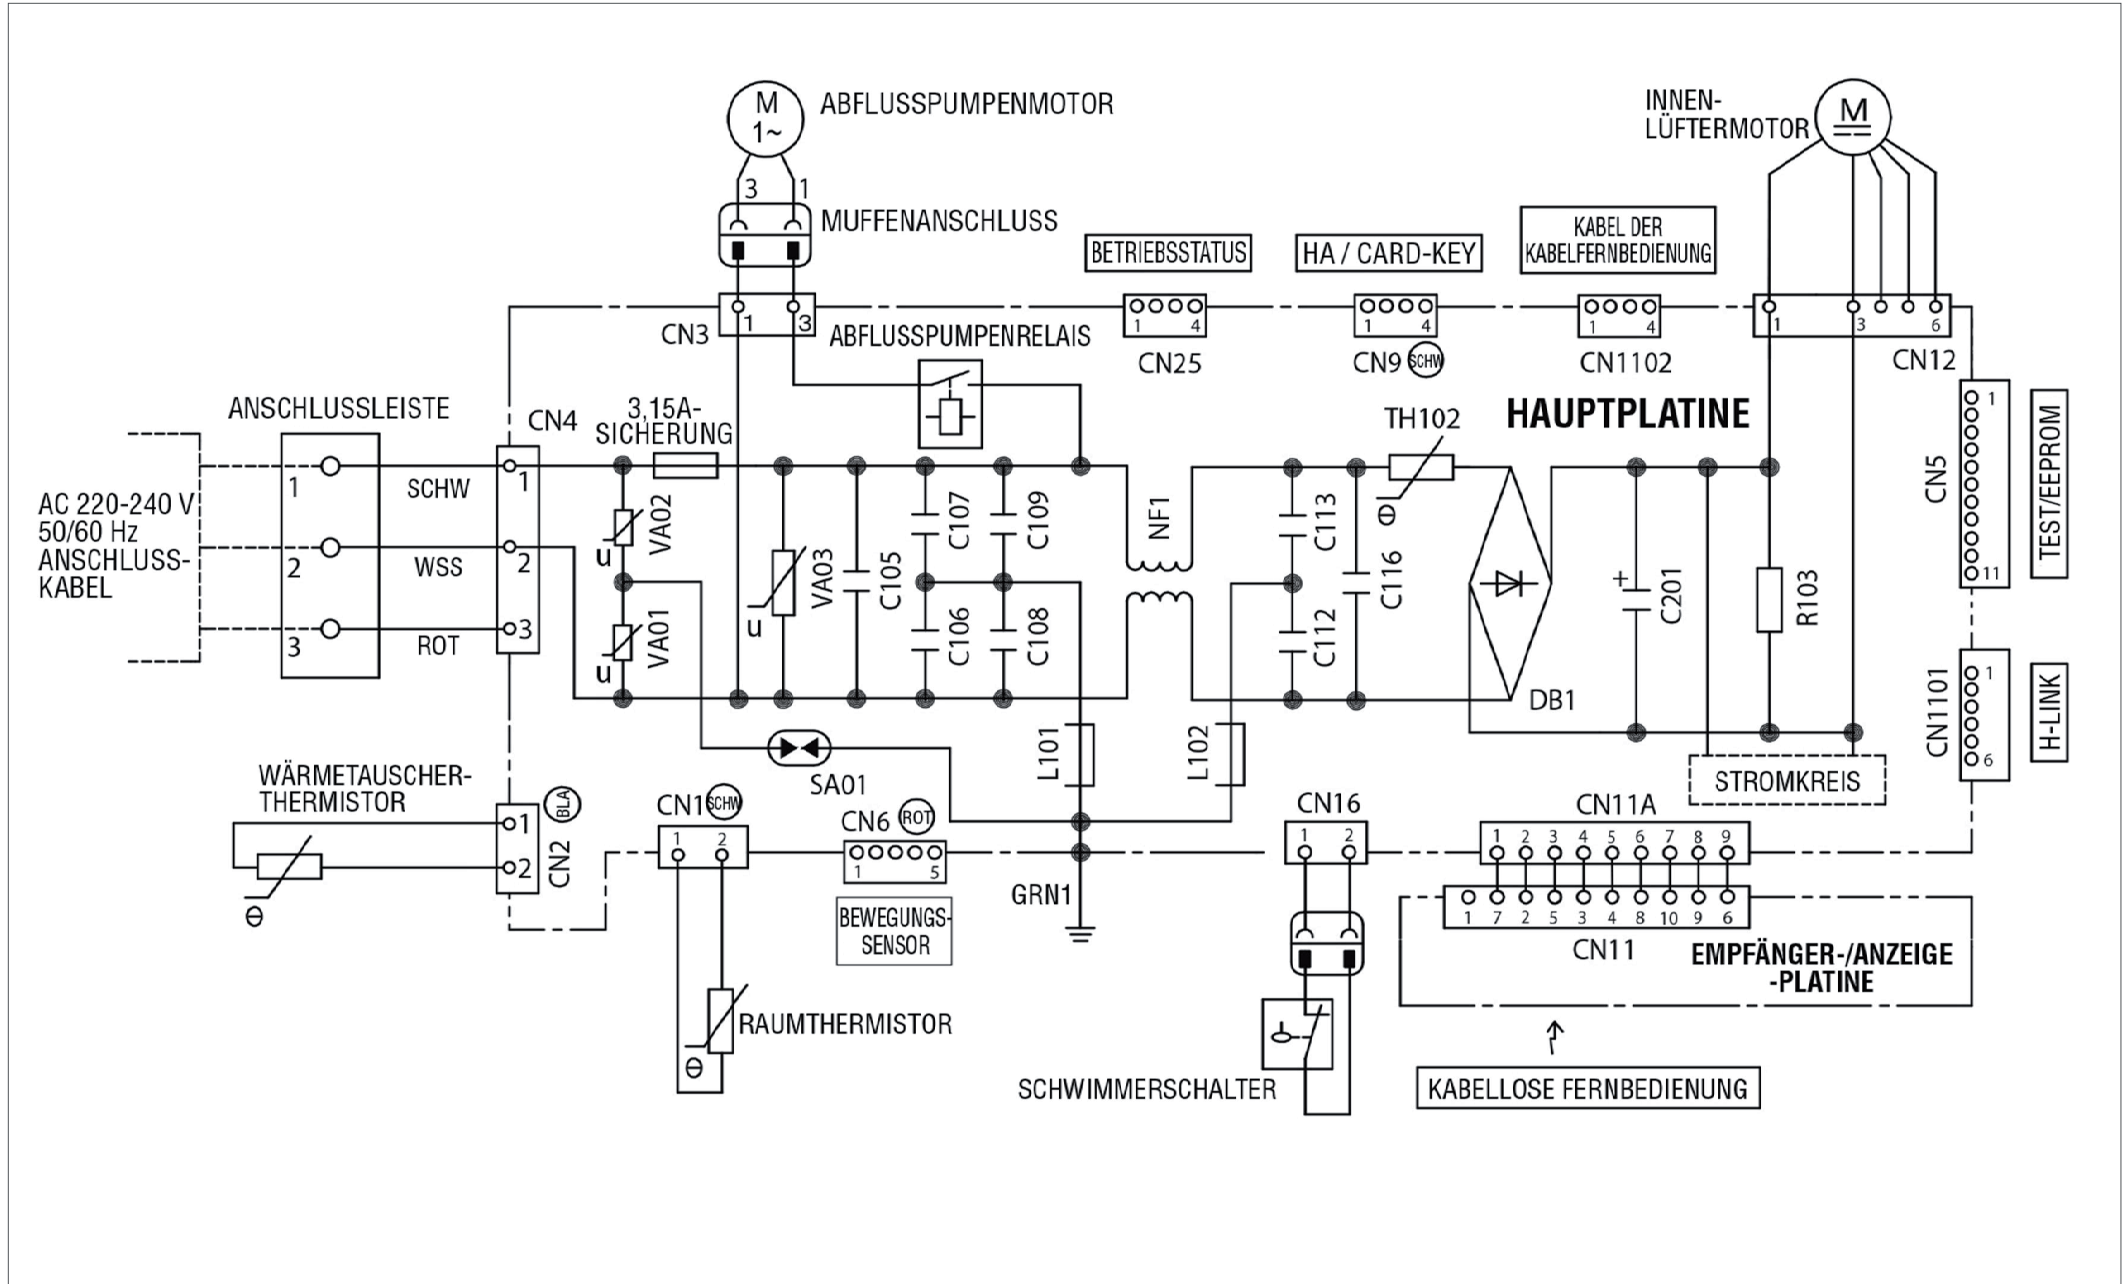 M
1~
ABFLUSSPUMPENMOTOR
3 1
MUFFENANSCHLUSS
INNEN-
LÜFTERMOTOR
M
BETRIEBSSTATUS
HA / CARD-KEY
KABEL DER
KABELFERNBEDIENUNG
CN3
1 3
ABFLUSSPUMPENRELAIS
1 4
CN25
1 4
CN9 SCHW
1 4
CN1102
1 3 6
CN12
ANSCHLUSSLEISTE
CN4
3,15A-
SICHERUNG
TH102
HAUPTPLATINE
AC 220-240 V
50/60 Hz
ANSCHLUSS-
KABEL
1
2
3
SCHW
WSS
ROT
1
2
3
VA02
u
VA01
u
VA03
u
C105
C107
C106
C109
C108
NF1
C113
C112
C116
Θ
DB1
+
C201
R103
CN5
1
11
TEST/EEPROM
CN1101
1
6
H-LINK
L101
L102
SA01
STROMKREIS
WÄRMETAUSCHER-
THERMISTOR
Θ
1
2
BLA
CN2
CN1 SCHW
1 2
CN6 ROT
1 5
BEWEGUNGS-
SENSOR
GRN1
CN16
1 2
CN11A
1 2 3 4 5 6 7 8 9
1 7 2 5 3 4 8 10 9 6
CN11
EMPFÄNGER-/ANZEIGE
-PLATINE
RAUMTHERMISTOR
Θ
SCHWIMMERSCHALTER
KABELLOSE FERNBEDIENUNG